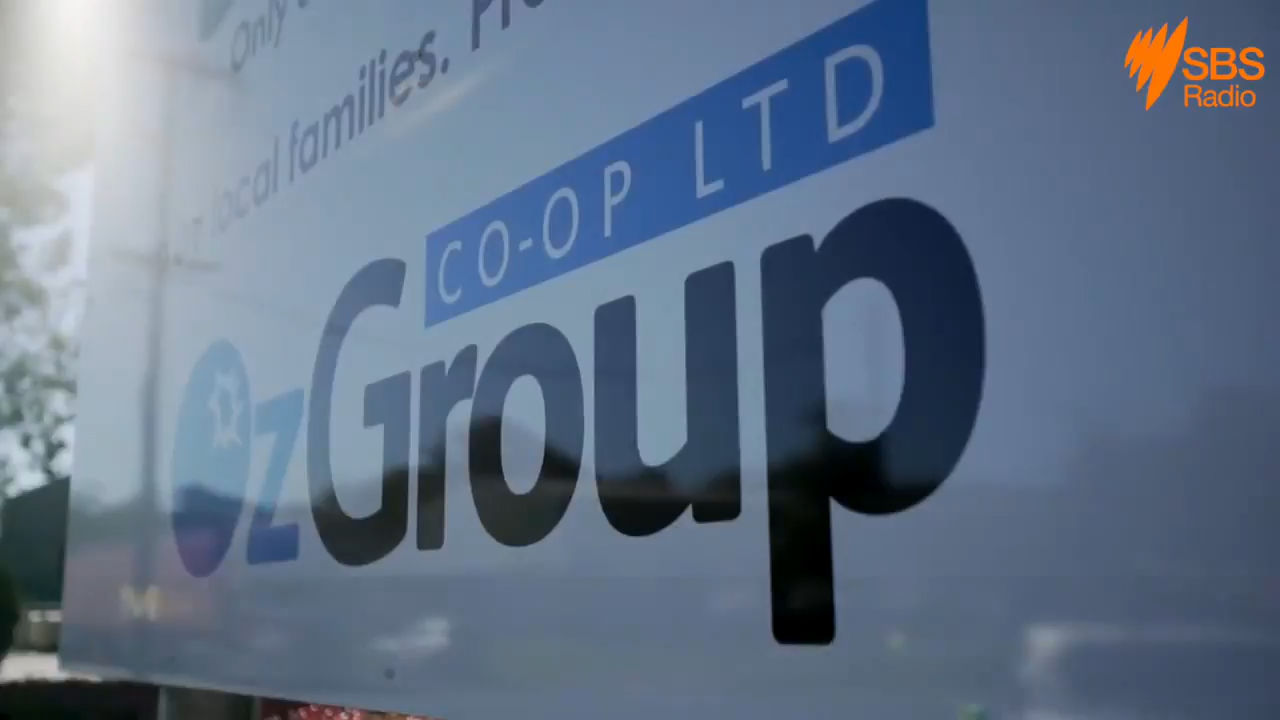 Only
local families.
CO-OP LTD
OzGroup
SBS
Radio